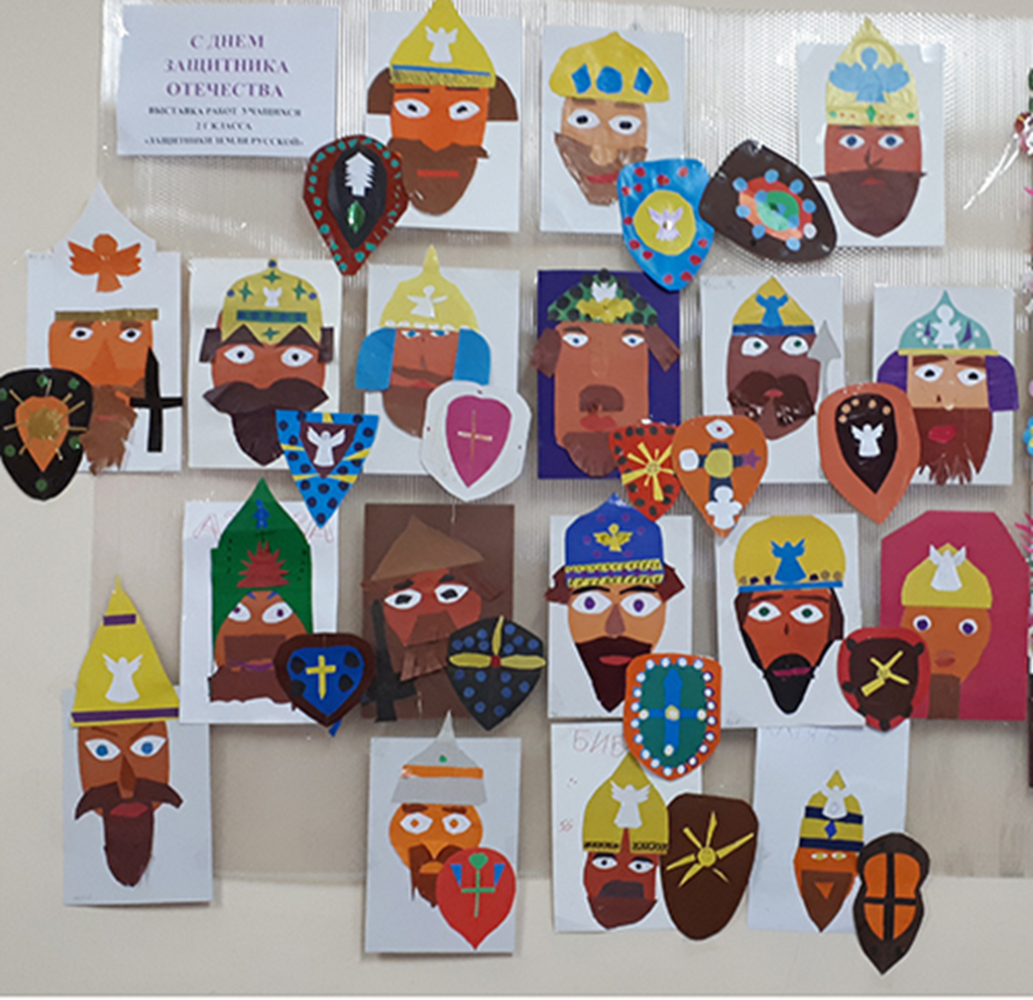 С ДНЕМ
ЗАЩИТНИКА
ОТЕЧЕСТВА
ВЫСТАВКА РАБОТ УЧАЩИХСЯ
2 Г КЛАССА
«ЗАЩИТНИКИ ЗЕМЛИ РУССКОЙ»